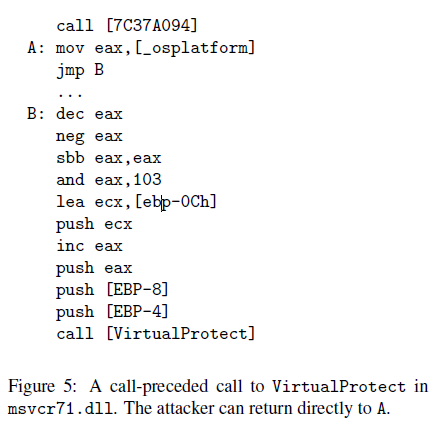 call [7C37A094]
A: mov eax,[_osplatform]
jmp B
...
B: dec eax
neg eax
sbb eax,eax
and eax,103
lea ecx,[ebp-0Ch]
push ecx
inc eax
push eax
push [EBP-8]
push [EBP-4]
call [VirtualProtect]
Figure 5: A call-preceded call to VirtualProtect in
msvcr71.dll. The attacker can return directly to A.